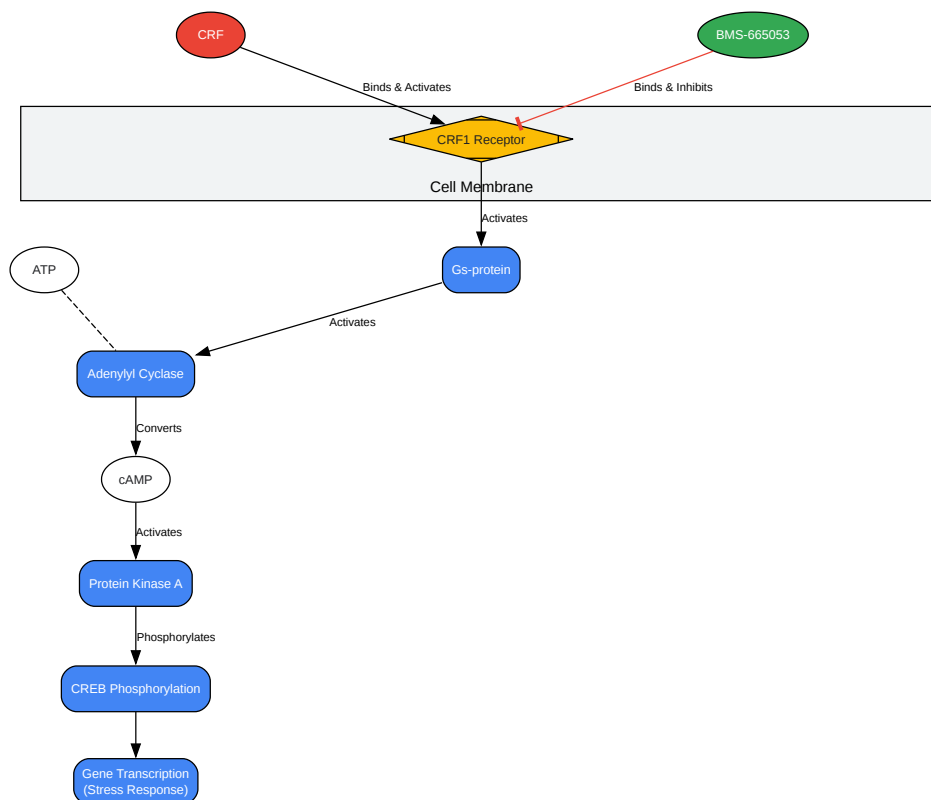 CRF
BMS-665053
Binds & Activates
Binds & Inhibits
CRF1 Receptor
Cell Membrane
Activates
ATP
Gs-protein
Activates
Adenylyl Cyclase
Converts
cAMP
Activates
Protein Kinase A
Phosphorylates
CREB Phosphorylation
Gene Transcription
(Stress Response)